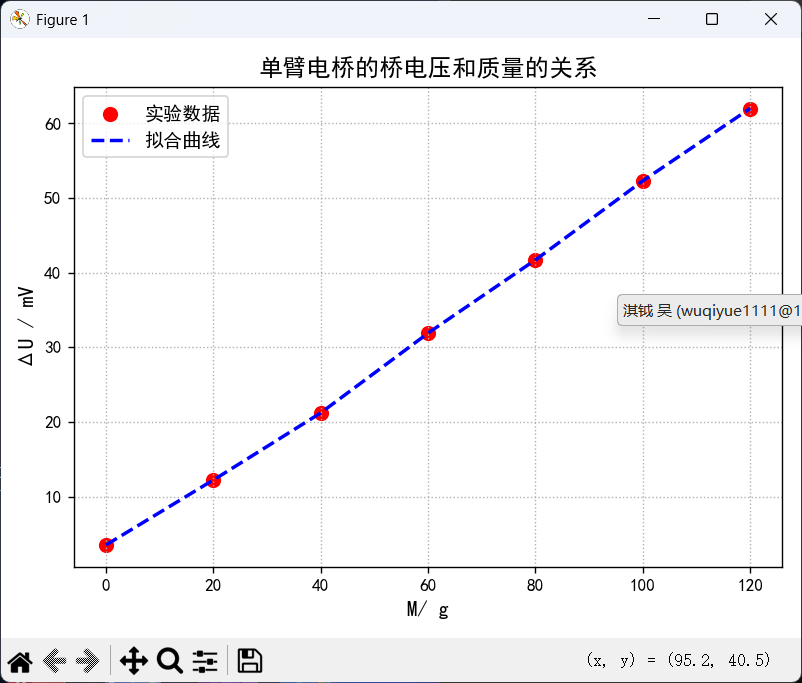 Figure 1
单臂电桥的桥电压和质量的关系
实验数据
拟合曲线
60
50
40
30
20
10
ΔU / mV
淇钺 吴 (wuqiyue1111@1
0 20 40 60 80 100 120
M/ g
(x, y) = (95.2, 40.5)